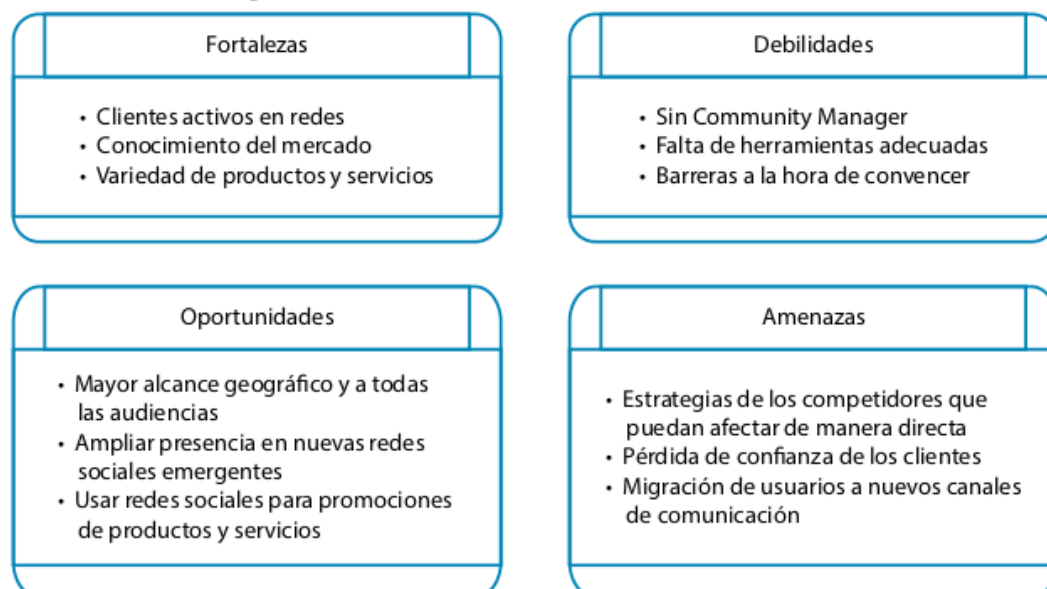 Fortalezas
• Clientes activos en redes
• Conocimiento del mercado
• Variedad de productos y servicios
Debilidades
• Sin Community Manager
• Falta de herramientas adecuadas
• Barreras a la hora de convencer
Oportunidades
• Mayor alcance geográfico y a todas
las audiencias
• Ampliar presencia en nuevas redes
sociales emergentes
• Usar redes sociales para promociones
de productos y servicios
Amenazas
• Estrategias de los competidores que
puedan afectar de manera directa
• Pérdida de confianza de los clientes
• Migración de usuarios a nuevos canales
de comunicación